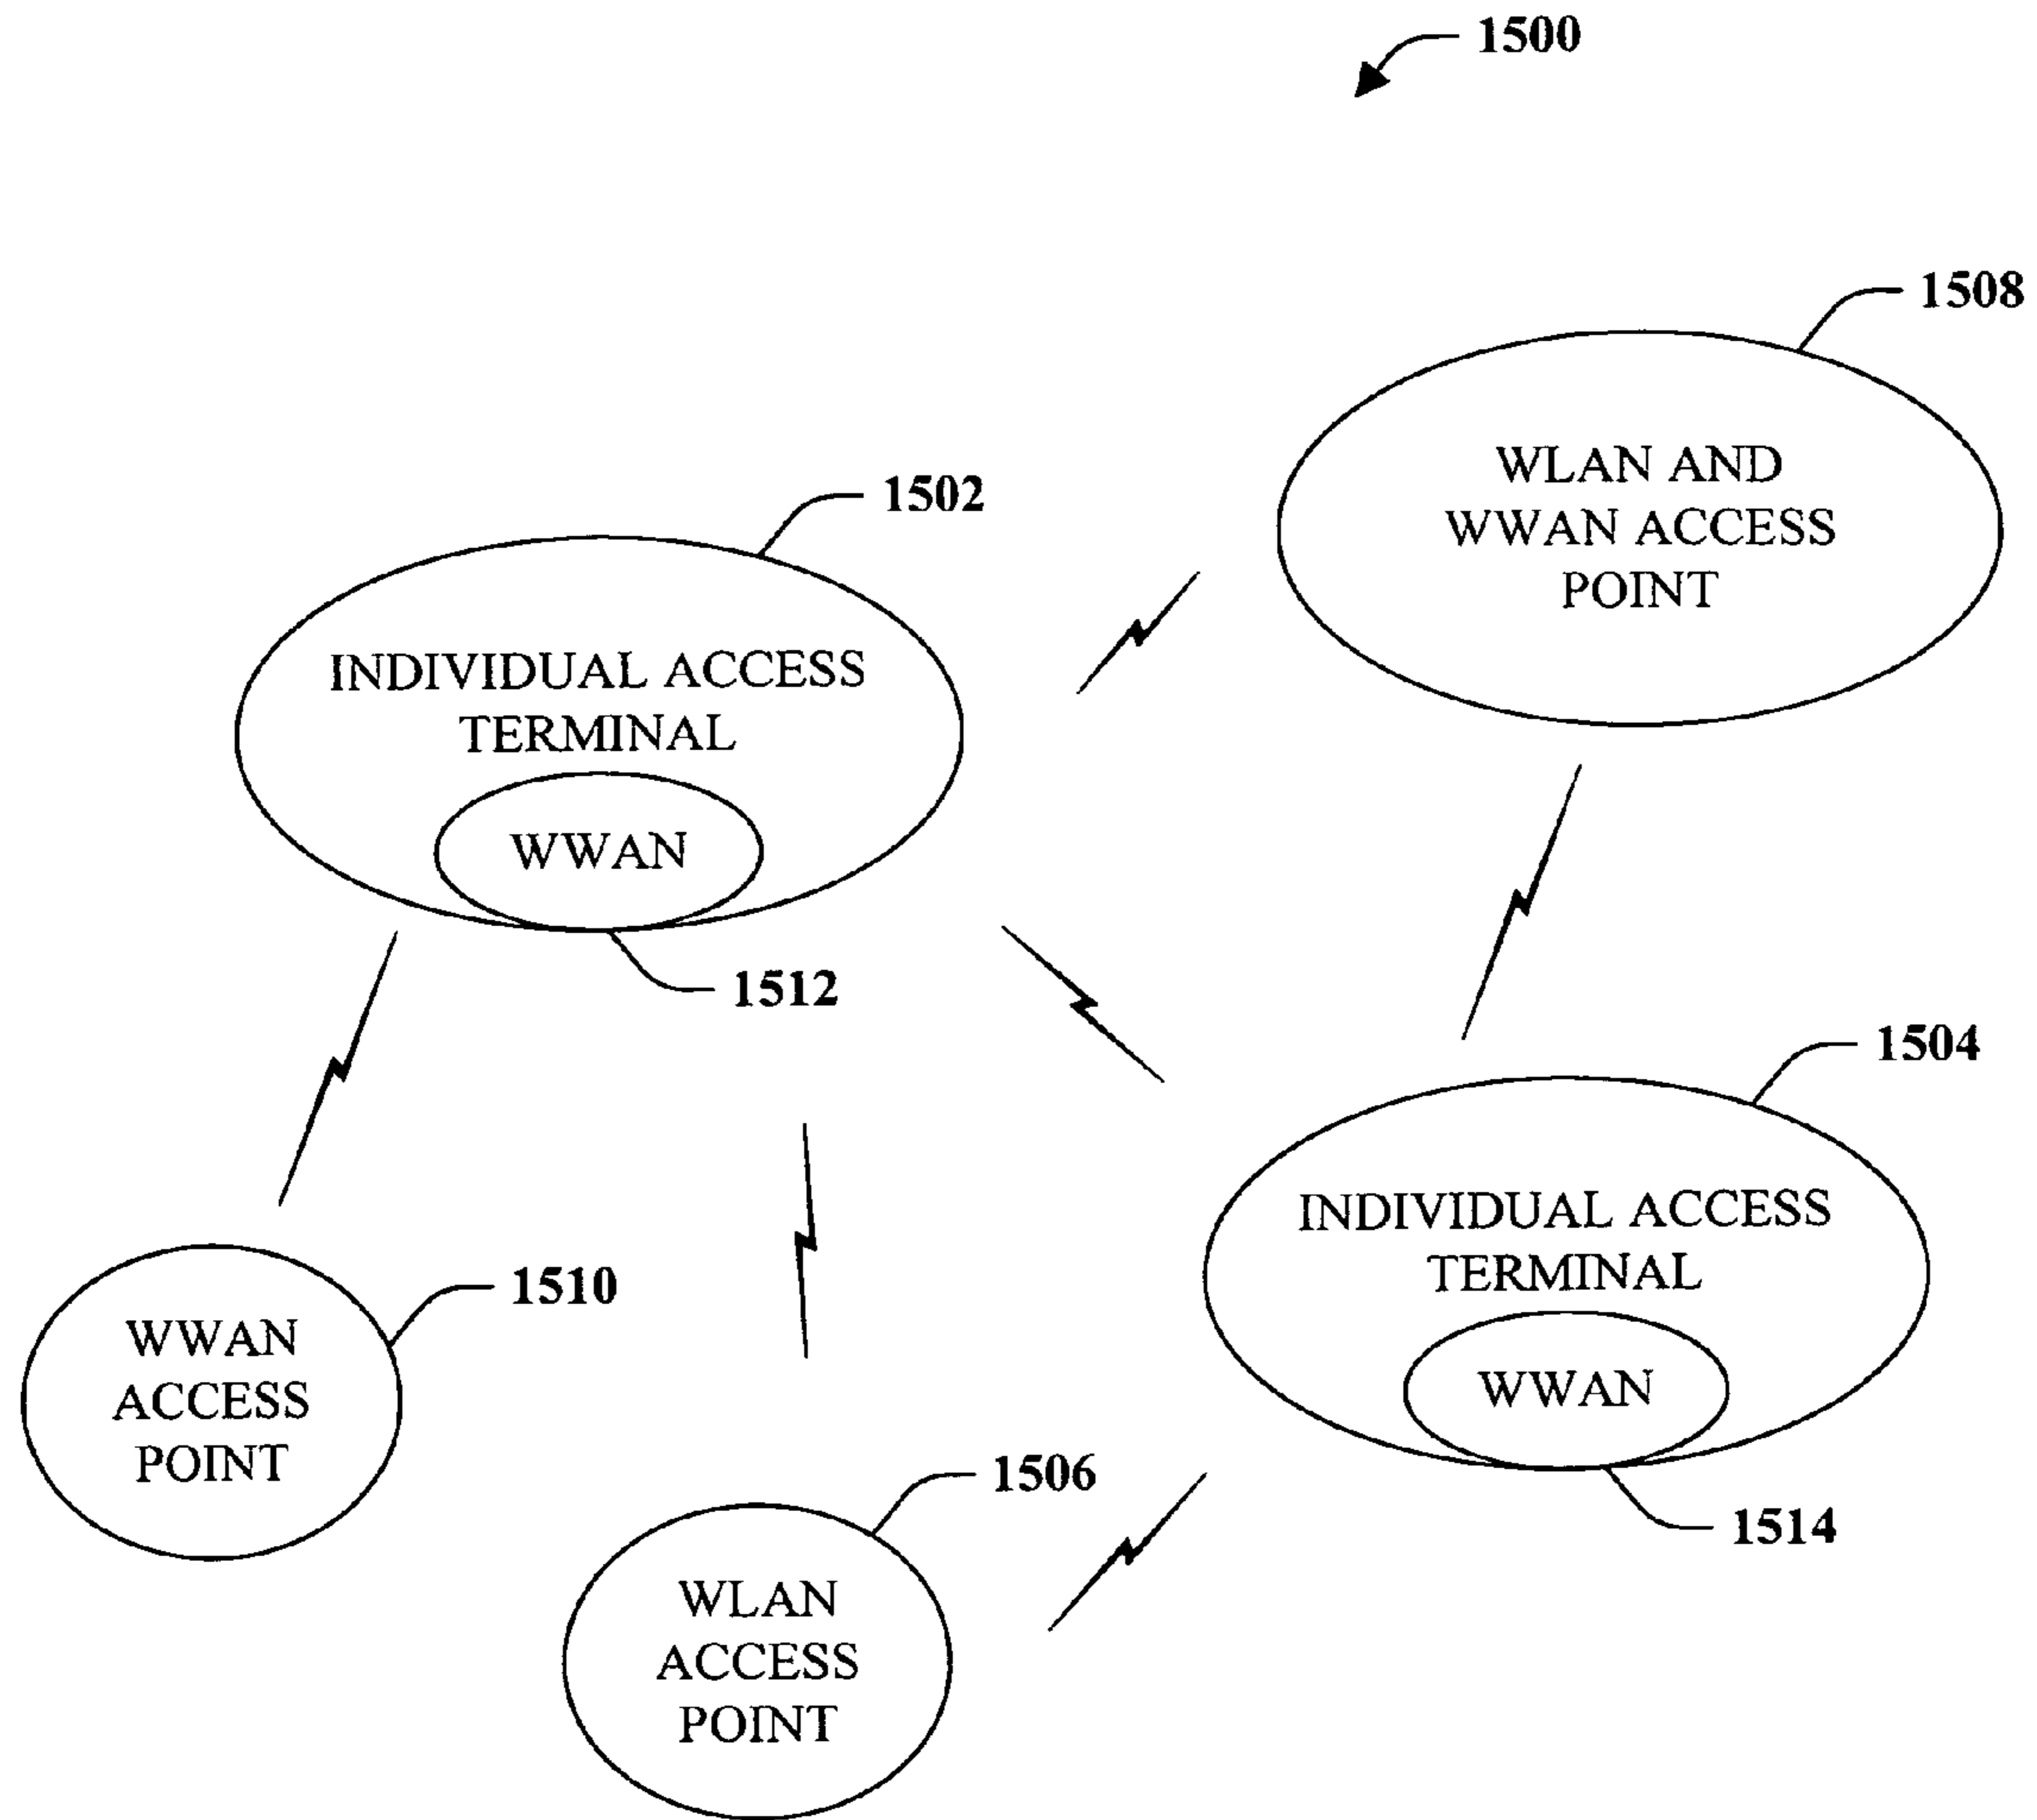 1500
1508
WLAN AND
WWAN ACCESS
POINT
1502
INDIVIDUAL ACCESS
TERMINAL
WWAN
1512
1504
INDIVIDUAL ACCESS
TERMINAL
WWAN
1514
1510
WWAN
ACCESS
POINT
1506
WLAN
ACCESS
POINT